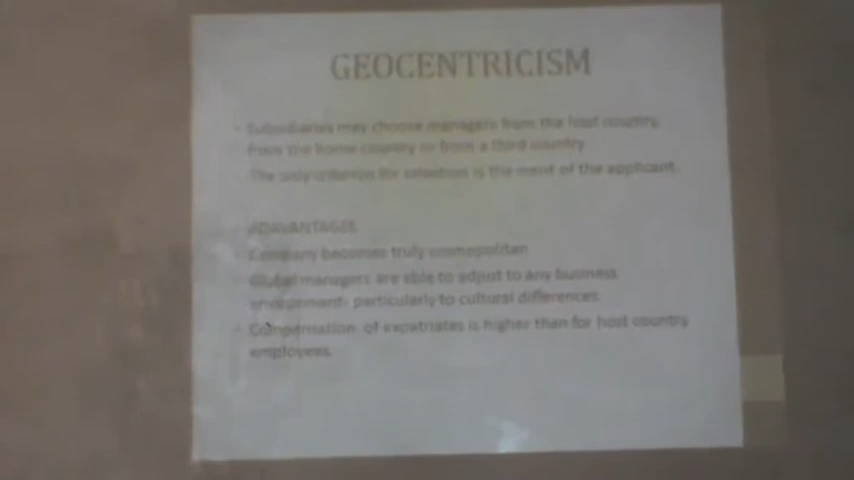 GEOCENTRICISM
Subsidiaries may choose managers from the host country,
from the home country or from a third country
The only criterion for selection is the merit of the applicant.
ADAVANTAGES
Company becomes truly cosmopolitan
Global managers are able to adjust to any business
environment- particularly to cultural differences.
Compensation of expatriates is higher then for host country
employees.